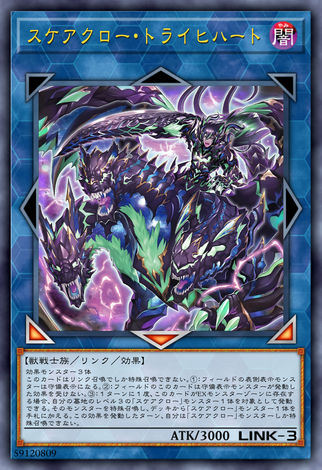 スケアクロー・トライヒハート
やみ
闇
【獣戦士族／リンク／効果】
効果モンスター３体
このカードはリンク召喚でしか特殊召喚できない。①：フィールドの表側表示モンス
ターは守備表示になる。②：フィールドのこのカードは守備表示モンスターが発動し
た効果を受けない。③：１ターンに１度、このカードがEXモンスターゾーンに存在す
る場合、自分の墓地のレベル３の「スケアクロー」モンスター１体を対象として発動で
きる。そのモンスターを特殊召喚し、デッキから「スケアクロー」モンスター１体を手
札に加える。この効果を発動したターン、自分は「スケアクロー」モンスターしか特
殊召喚できない。
ATK/3000 LINK-3
59120809